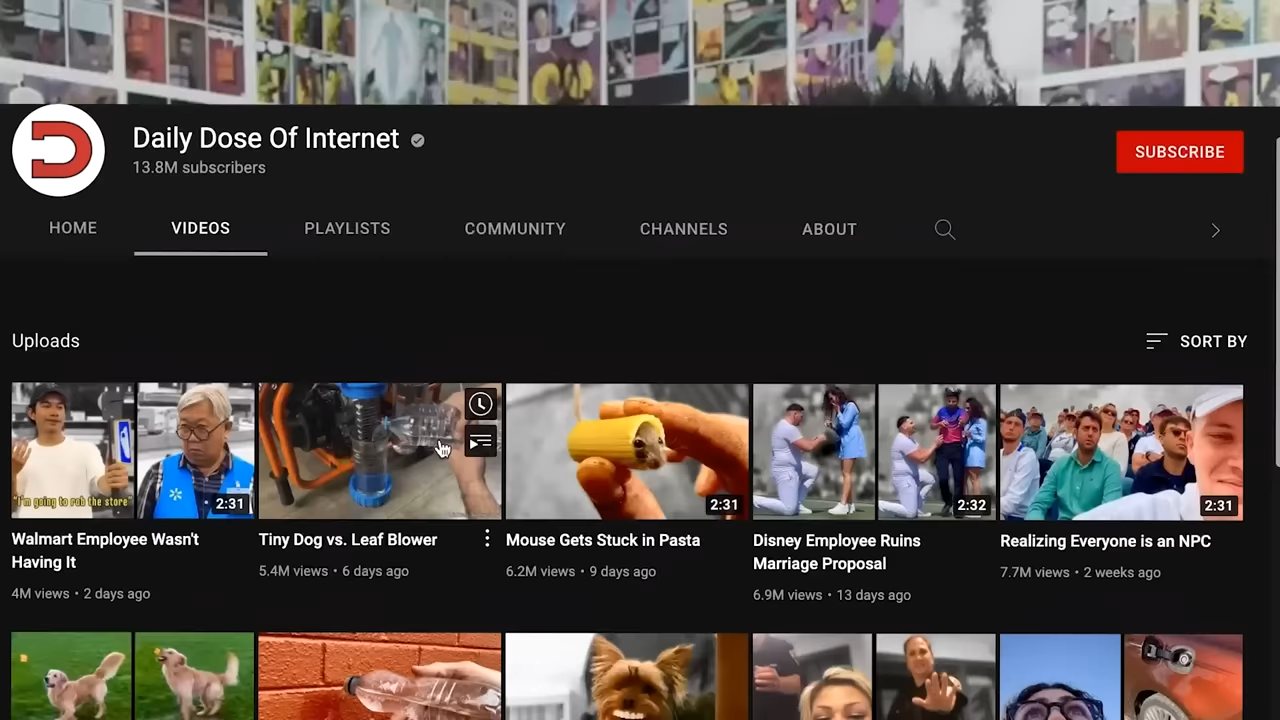 Daily Dose Of Internet
13.8M subscribers
SUBSCRIBE
HOME
VIDEOS
PLAYLISTS
COMMUNITY
CHANNELS
ABOUT
Uploads
SORT BY
"I'm going to rob the store"
2:31
2:31
2:32
2:31
Walmart Employee Wasn't
Having It
4M views • 2 days ago
Tiny Dog vs. Leaf Blower
5.4M views • 6 days ago
Mouse Gets Stuck in Pasta
6.2M views • 9 days ago
Disney Employee Ruins
Marriage Proposal
6.9M views • 13 days ago
Realizing Everyone is an NPC
7.7M views • 2 weeks ago